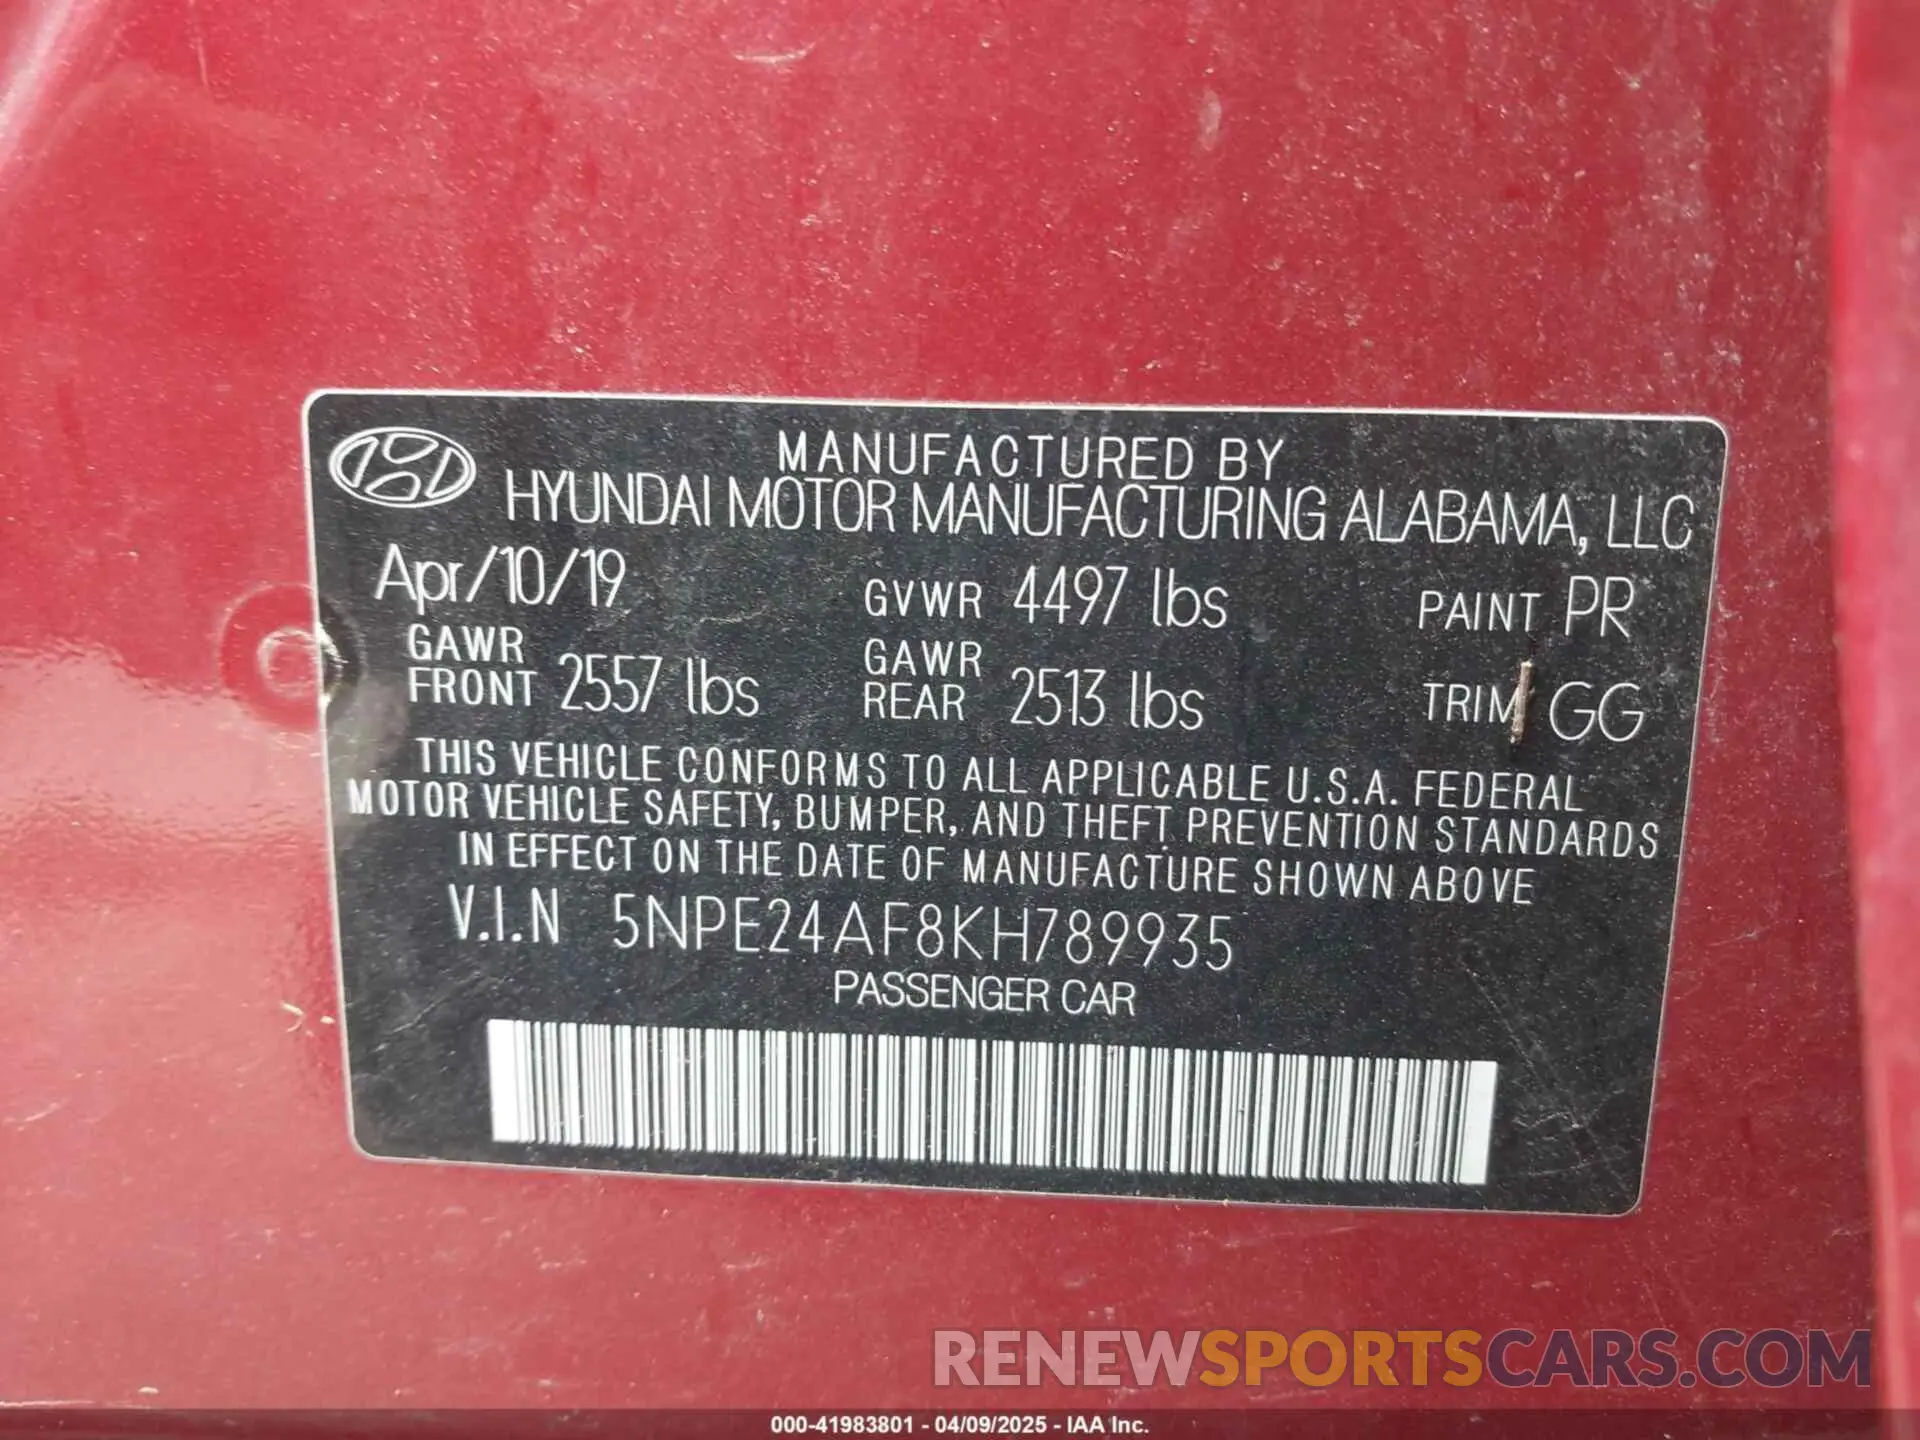 MANUFACTURED BY
HYUNDAI MOTOR MANUFACTURING ALABAMA, LLC
Apr/10/19 GVWR 4497 lbs PAINT PR
GAWR FRONT 2557 lbs GAWR REAR 2513 lbs TRIM GG
THIS VEHICLE CONFORMS TO ALL APPLICABLE U.S.A. FEDERAL
MOTOR VEHICLE SAFETY, BUMPER, AND THEFT PREVENTION STANDARDS
IN EFFECT ON THE DATE OF MANUFACTURE SHOWN ABOVE
V.I.N 5NPE24AF8KH789935
PASSENGER CAR
RENEWSPORTSCARS.COM
000-41983801 - 04/09/2025 - IAA Inc.